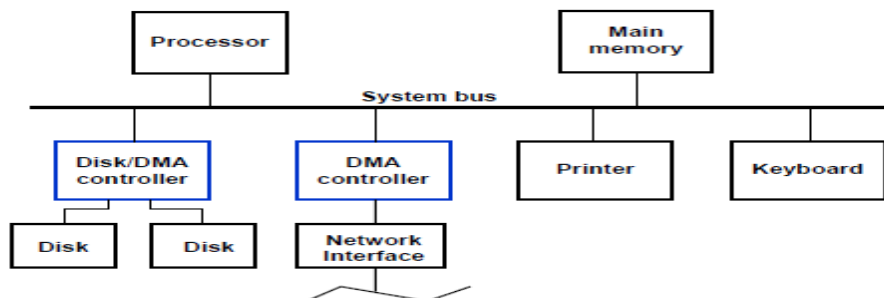 Processor
Main
memory
System bus
Disk/DMA
controller
DMA
controller
Printer
Keyboard
Disk
Disk
Network
Interface